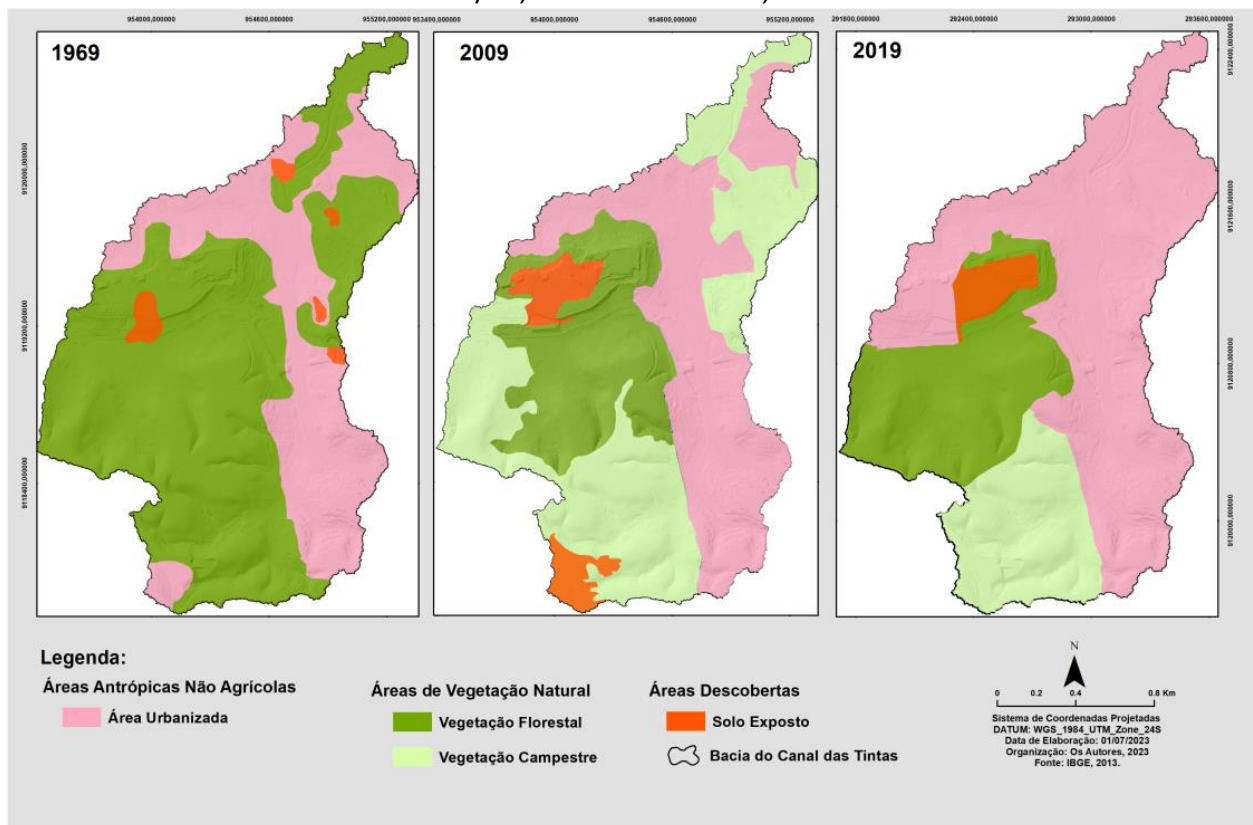 954000,000000 954600,000000 955200,000000 953400,000000 954000,000000 954600,000000 955200,000000 291800,000000 292400,000000 293000,000000 293600,000000
1969
2009
2019
9120000,000000
9119200,000000
9118400,000000
9122400,000000
9121600,000000
9120800,000000
9120000,000000
Legenda:
Áreas Antrópicas Não Agrícolas
Área Urbanizada
Áreas de Vegetação Natural
Vegetação Florestal
Vegetação Campestre
Áreas Descobertas
Solo Exposto
Bacia do Canal das Tintas
N
0 0.2 0.4 0.8 Km
Sistema de Coordenadas Projetadas
DATUM: WGS_1984_UTM_Zone_24S
Data de Elaboração: 01/07/2023
Organização: Os Autores, 2023
Fonte: IBGE, 2013.